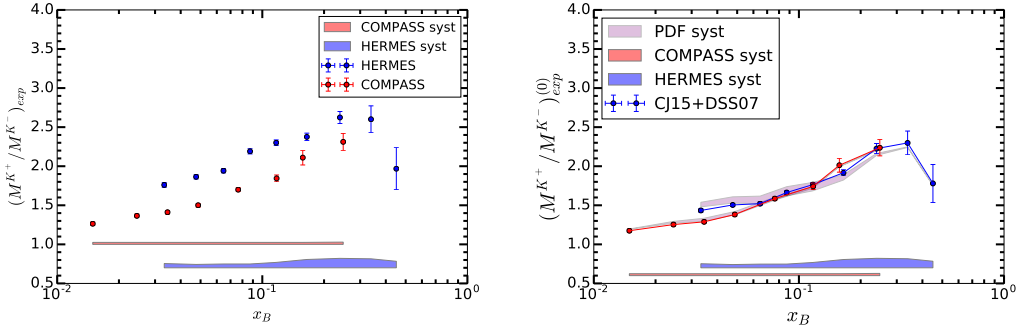 4.0
3.5
3.0
2.5
2.0
1.5
1.0
0.5
(M^{K^+}/M^{K^-})_{exp}
COMPASS syst
HERMES syst
HERMES
COMPASS
10^{-2}
10^{-1}
10^{0}
x_B
4.0
3.5
3.0
2.5
2.0
1.5
1.0
0.5
(M^{K^+}/M^{K^-})^{(0)}_{exp}
PDF syst
COMPASS syst
HERMES syst
CJ15+DSS07
10^{-2}
10^{-1}
10^{0}
x_B